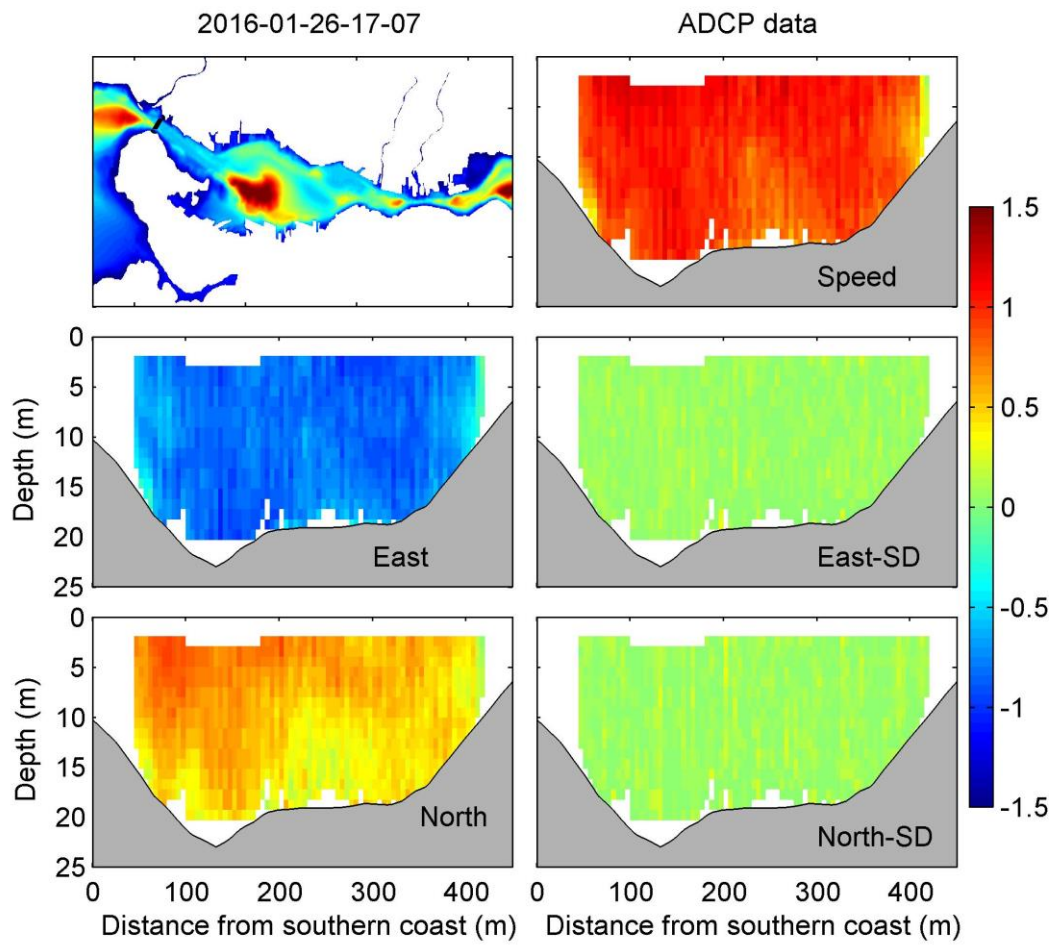 2016-01-26-17-07
ADCP data
Speed
1.5
1
0.5
0
-0.5
-1
-1.5
0
5
10
15
20
25
Depth (m)
East
East-SD
0
5
10
15
20
25
Depth (m)
North
North-SD
0 100 200 300 400
0 100 200 300 400
Distance from southern coast (m)
Distance from southern coast (m)